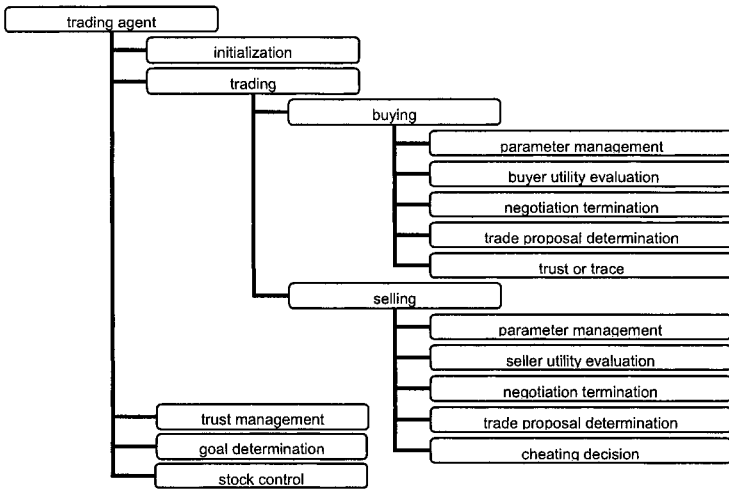 trading agent
initialization
trading
buying
parameter management
buyer utility evaluation
negotiation termination
trade proposal determination
trust or trace
selling
parameter management
seller utility evaluation
negotiation termination
trade proposal determination
cheating decision
trust management
goal determination
stock control